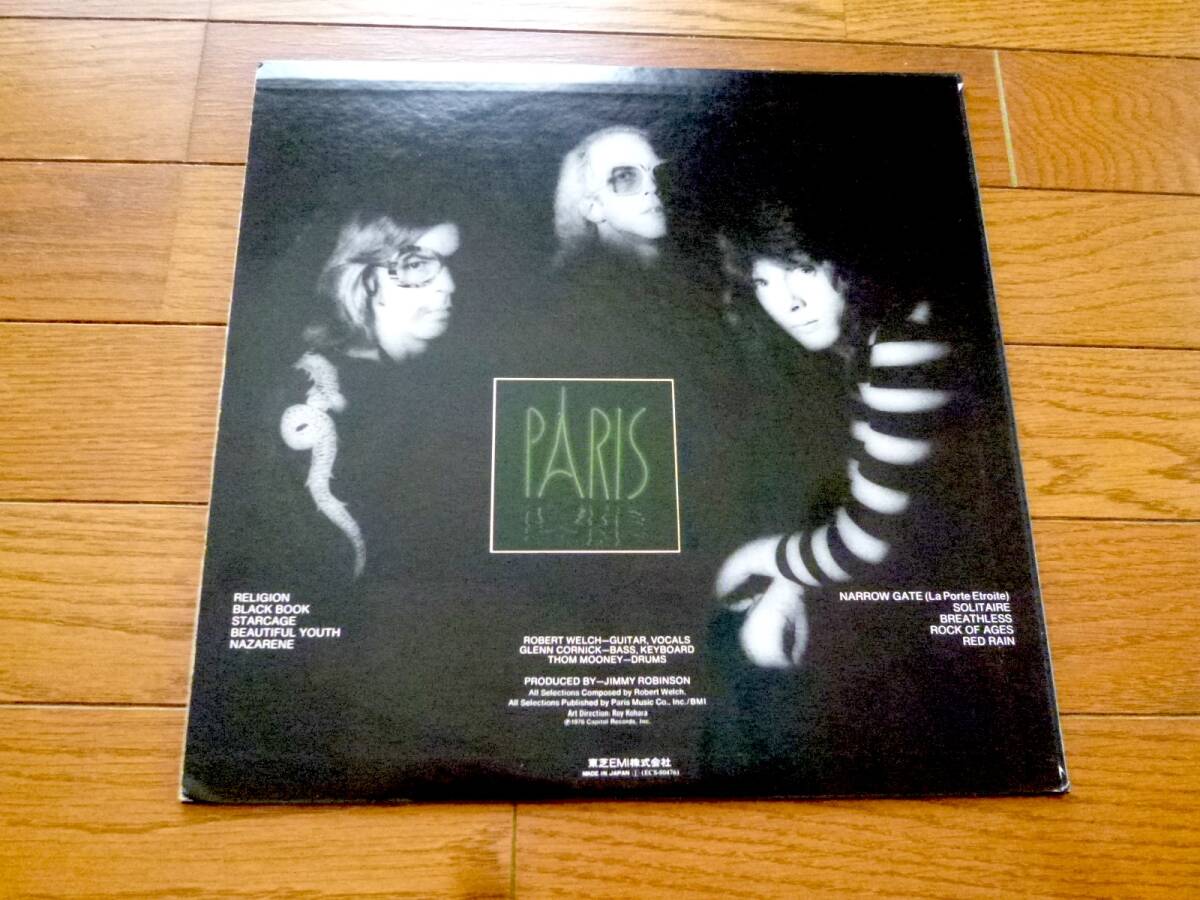 PARIS
RELIGION
BLACK BOOK
STARCAGE
BEAUTIFUL YOUTH
NAZARENE
NARROW GATE (La Porte Etroite)
SOLITAIRE
BREATHLESS
ROCK OF AGES
RED RAIN
ROBERT WELCH—GUITAR, VOCALS
GLENN CORNICK—BASS, KEYBOARD
THOM MOONEY—DRUMS
PRODUCED BY—JIMMY ROBINSON
All Selections Composed by Robert Welch.
All Selections Published by Paris Music Co., Inc./BMI
Art Direction: Roy Kohara
℗1976 Capitol Records, Inc.
東芝EMI株式会社
MADE IN JAPAN (ECS-80476)